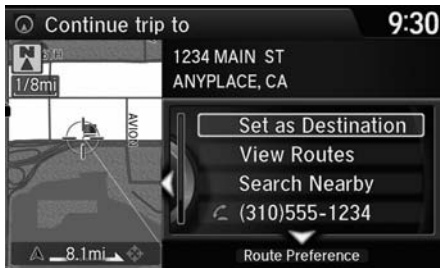 Continue trip to
9:30
N
1/8mi
1234 MAIN ST
ANYPLACE, CA
AVION
Set as Destination
View Routes
Search Nearby
(310)555-1234
8.1mi
Route Preference